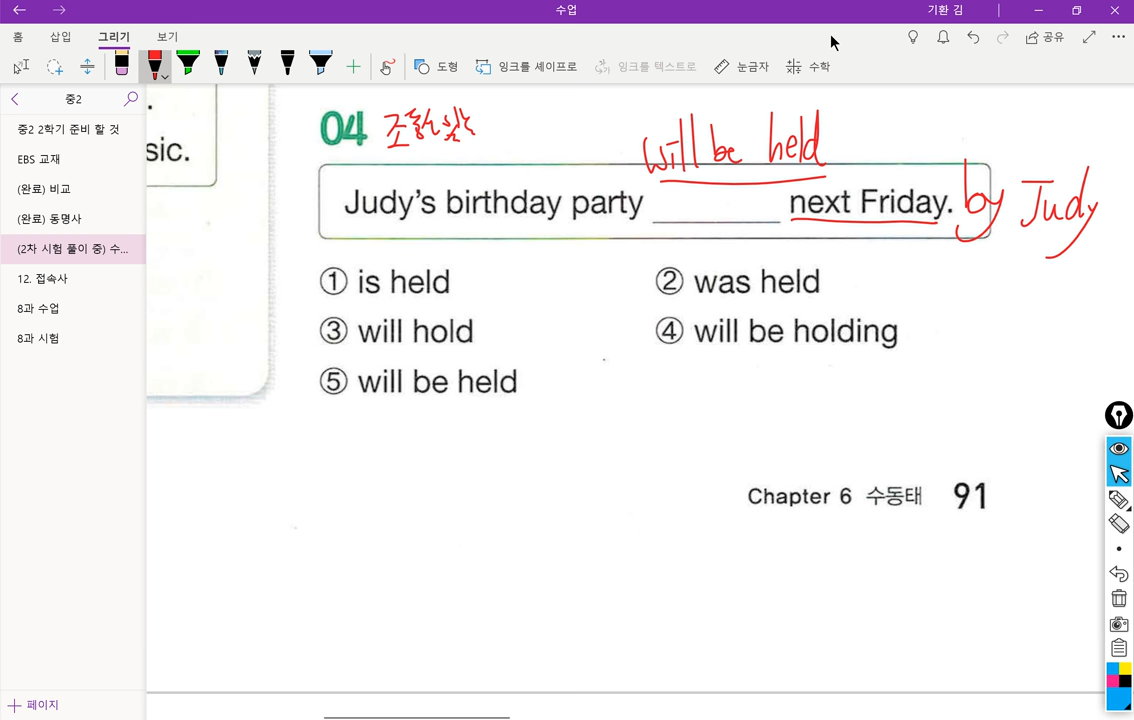 수업
기환 김
홈 삽입 그리기 보기
공유
도형 잉크를 셰이프로 잉크를 텍스트로 눈금자 수학
중2
중2 2학기 준비 할 것
EBS 교재
(완료) 비교
(완료) 동명사
(2차 시험 풀이 중) 수...
12. 접속사
8과 수업
8과 시험
페이지
.
sic.
04
will be held
Judy's birthday party ________ next Friday. by Judy
① is held ② was held
③ will hold ④ will be holding
⑤ will be held
Chapter 6 수동태 91